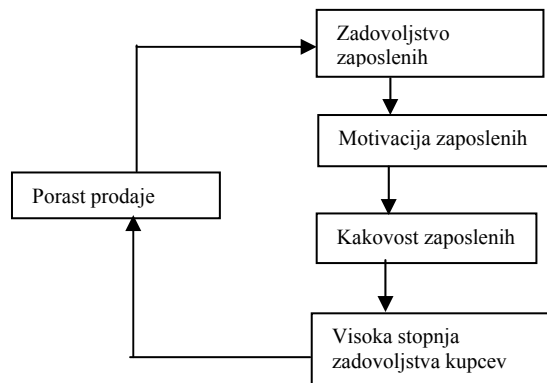 Zadovoljstvo
zaposlenih
Motivacija zaposlenih
Porast prodaje
Kakovost zaposlenih
Visoka stopnja
zadovoljstva kupcev